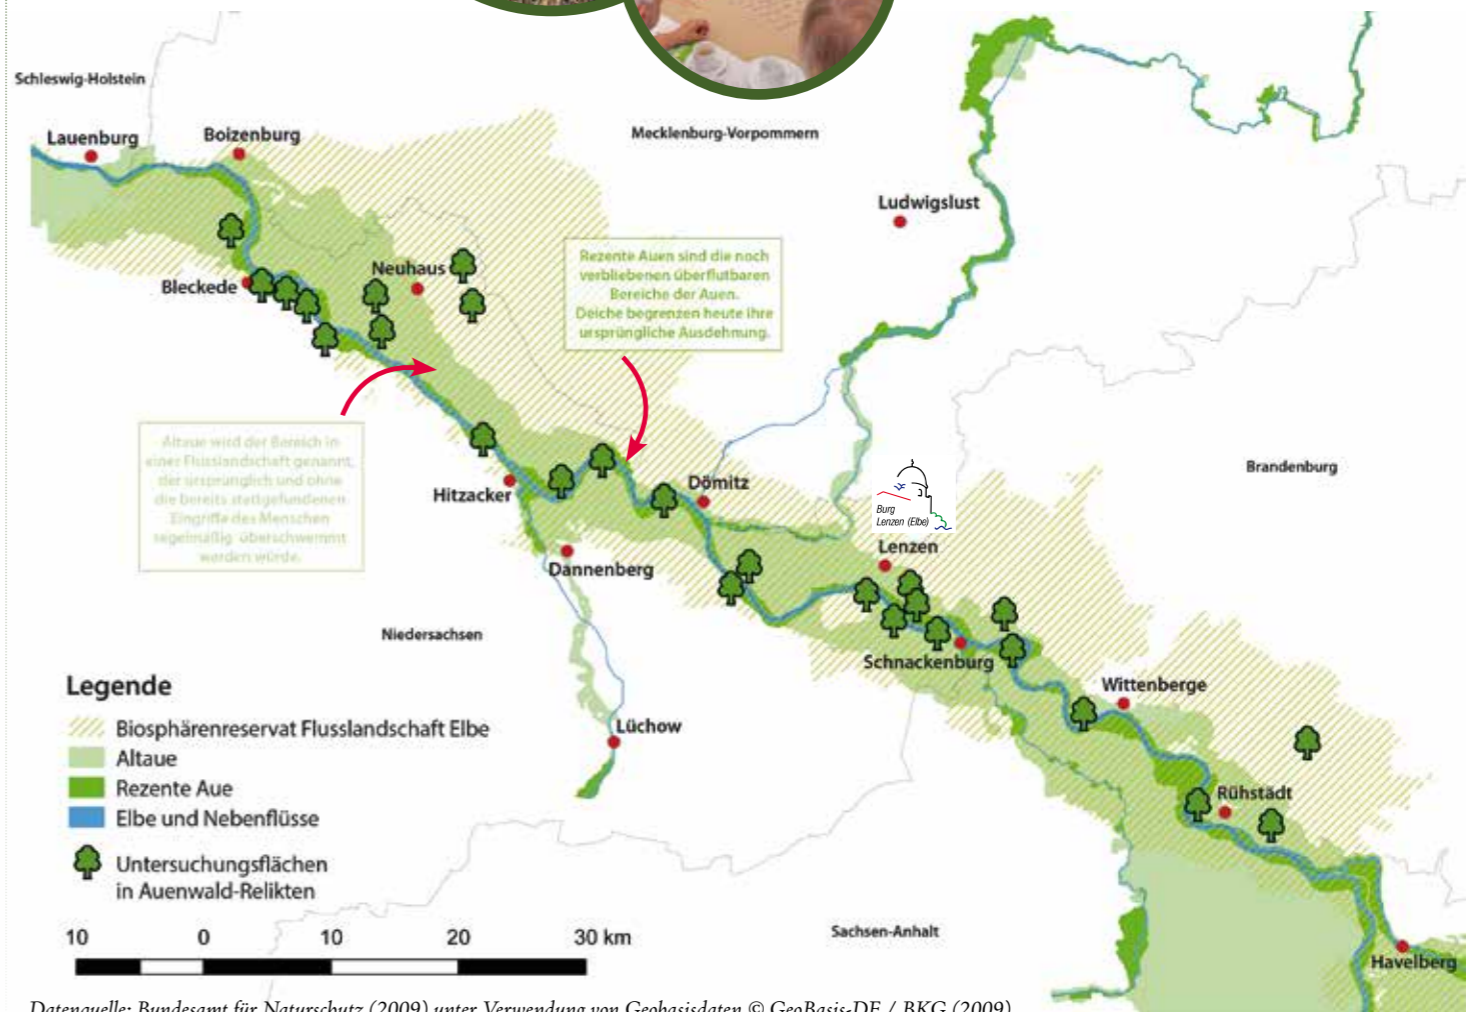 Schleswig-Holstein
Lauenburg
Boizenburg
Mecklenburg-Vorpommern
Ludwigslust
Bleckede
Neuhaus
Rezente Auen sind die noch
verbliebenen überflutbaren
Bereiche der Auen.
Deiche begrenzen heute ihre
ursprüngliche Ausdehnung.
Altaue wird der Bereich in
einer Flusslandschaft genannt,
der ursprünglich und ohne
die bereits stattgefundenen
Eingriffe des Menschen
regelmäßig überschwemmt
werden würde.
Hitzacker
Dömitz
Brandenburg
Burg
Lenzen (Elbe)
Lenzen
Dannenberg
Niedersachsen
Schnackenburg
Wittenberge
Lüchow
Rühstädt
Sachsen-Anhalt
Havelberg
Legende
Biosphärenreservat Flusslandschaft Elbe
Altaue
Rezente Aue
Elbe und Nebenflüsse
Untersuchungsflächen
in Auenwald-Relikten
10 0 10 20 30 km
Datenquelle: Bundesamt für Naturschutz (2009) unter Verwendung von Geobasisdaten © GeoBasis-DE / BKG (2009)